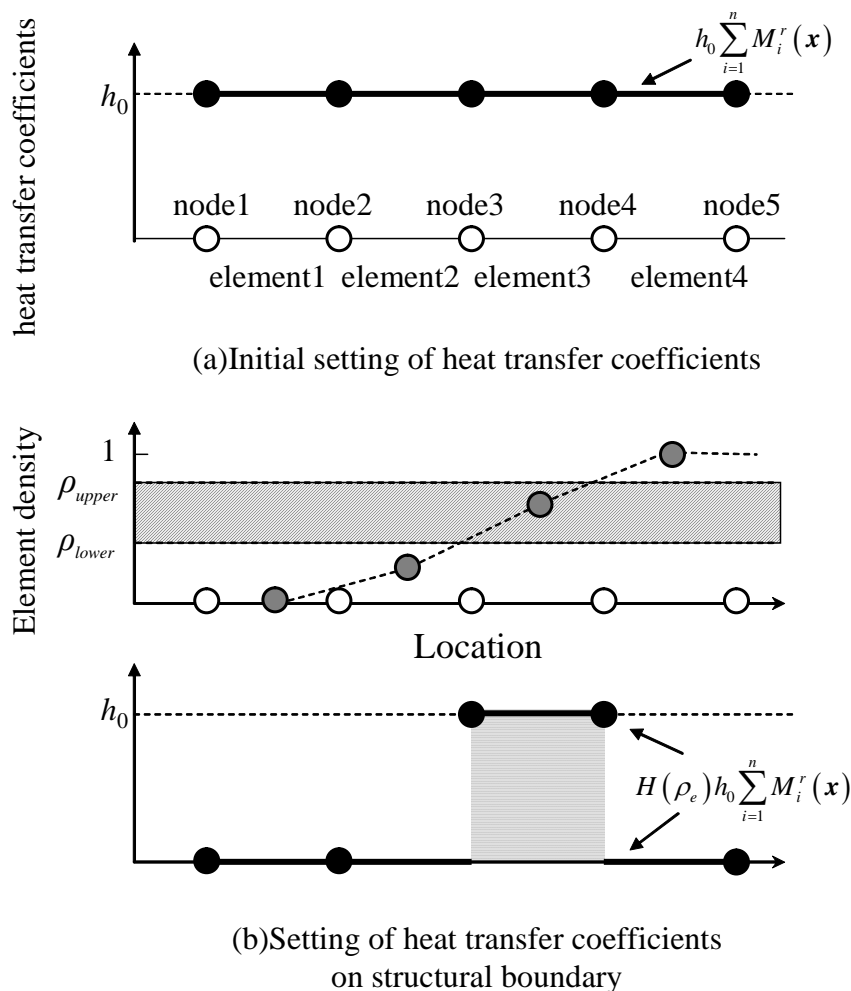 heat transfer coefficients
h_0 \sum_{i=1}^{n} M_i^r (x)
h_0
node1 node2 node3 node4 node5
element1 element2 element3 element4
(a)Initial setting of heat transfer coefficients
Element density
1
ρ_upper
ρ_lower
Location
h_0
H(ρ_e) h_0 \sum_{i=1}^{n} M_i^r (x)
(b)Setting of heat transfer coefficients
on structural boundary